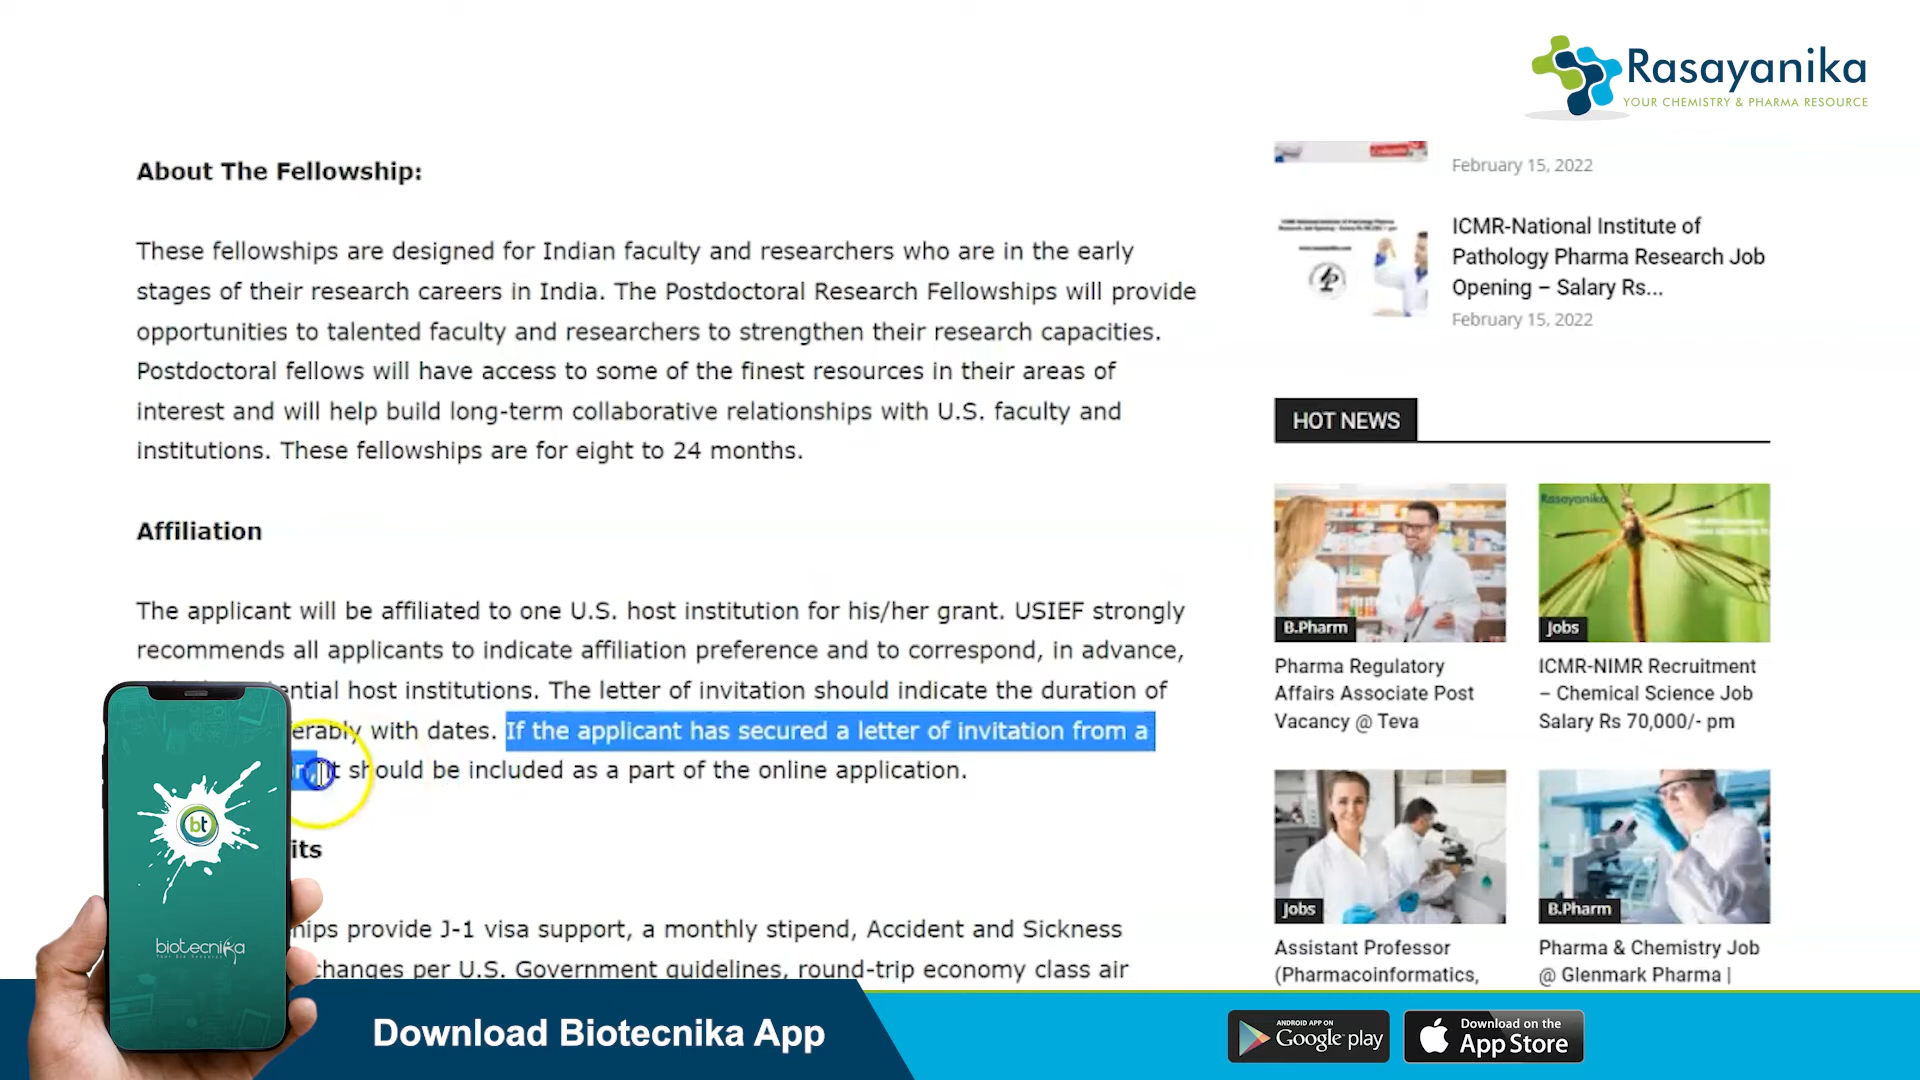 Rasayanika
YOUR CHEMISTRY & PHARMA RESOURCE
About The Fellowship:
These fellowships are designed for Indian faculty and researchers who are in the early
stages of their research careers in India. The Postdoctoral Research Fellowships will provide
opportunities to talented faculty and researchers to strengthen their research capacities.
Postdoctoral fellows will have access to some of the finest resources in their areas of
interest and will help build long-term collaborative relationships with U.S. faculty and
institutions. These fellowships are for eight to 24 months.
Affiliation
The applicant will be affiliated to one U.S. host institution for his/her grant. USIEF strongly
recommends all applicants to indicate affiliation preference and to correspond, in advance,
host institutions. The letter of invitation should indicate the duration of
with dates. If the applicant has secured a letter of invitation from a
it should be included as a part of the online application.
provide J-1 visa support, a monthly stipend, Accident and Sickness
per U.S. Government guidelines, round-trip economy class air
February 15, 2022
ICMR-National Institute of
Pathology Pharma Research Job
Opening – Salary Rs...
February 15, 2022
HOT NEWS
B.Pharm
Pharma Regulatory
Affairs Associate Post
Vacancy @ Teva
Rasayanika
Jobs
ICMR-NIMR Recruitment
– Chemical Science Job
Salary Rs 70,000/- pm
Jobs
Assistant Professor
(Pharmacoinformatics,
B.Pharm
Pharma & Chemistry Job
@ Glenmark Pharma |
bt
biotecnika
Download Biotecnika App
ANDROID APP ON
Google play
Download on the
App Store